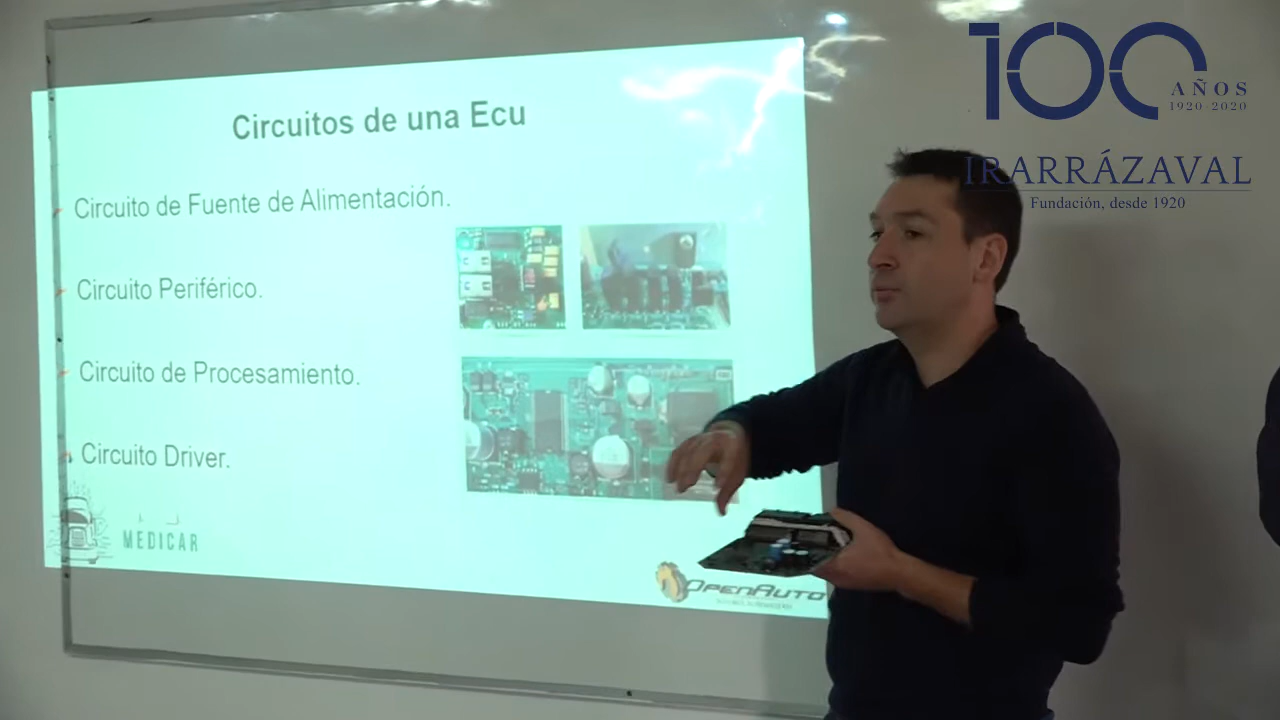 Circuitos de una Ecu
Circuito de Fuente de Alimentación.
Circuito Periférico.
Circuito de Procesamiento.
Circuito Driver.
MEDICAR
OPENAUTO
100
AÑOS
1920-2020
IRARRÁZAVAL
Fundación, desde 1920